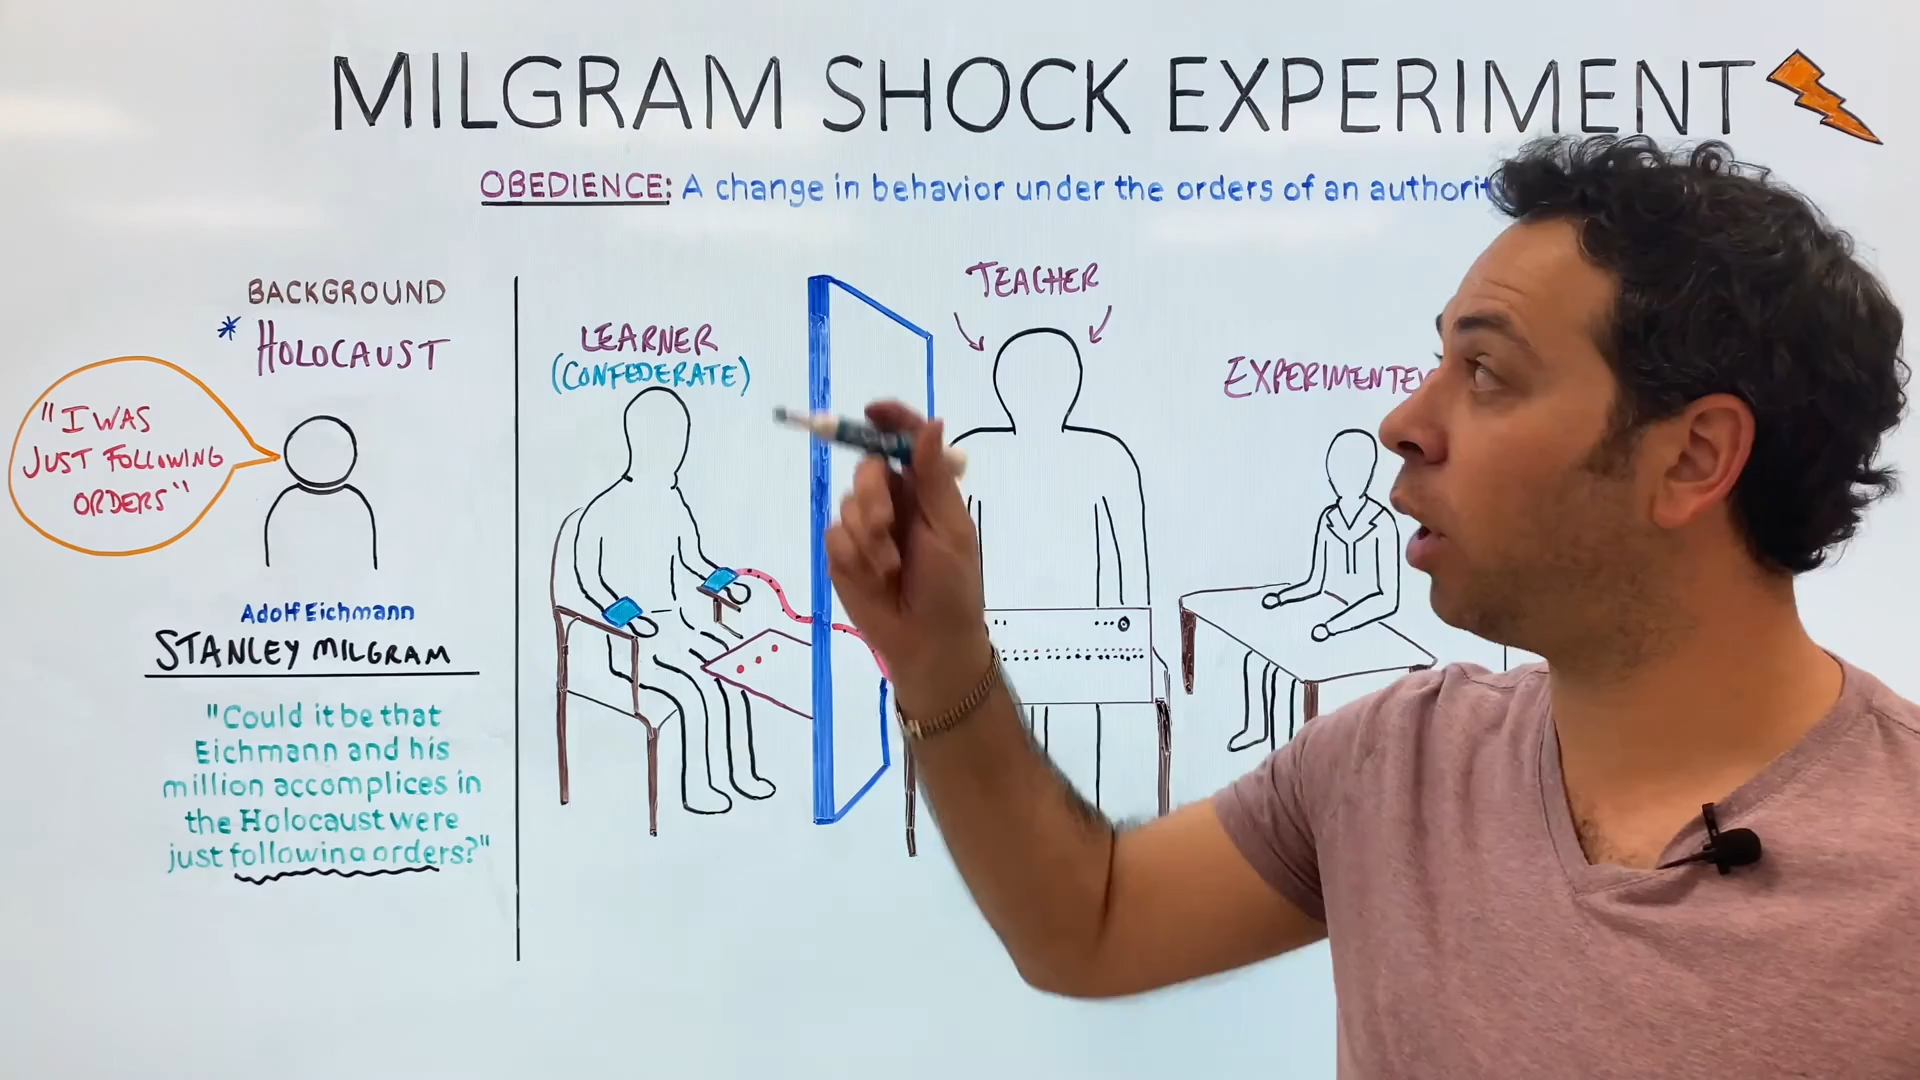 MILGRAM SHOCK EXPERIMENT
OBEDIENCE: A change in behavior under the orders of an
BACKGROUND
* HOLOCAUST
"I WAS
JUST FOLLOWING
ORDERS"
Adolf Eichmann
STANLEY MILGRAM
"Could it be that
Eichmann and his
million accomplices in
the Holocaust were
just following orders?"
LEARNER
(CONFEDERATE)
TEACHER
EXPERIMENTER